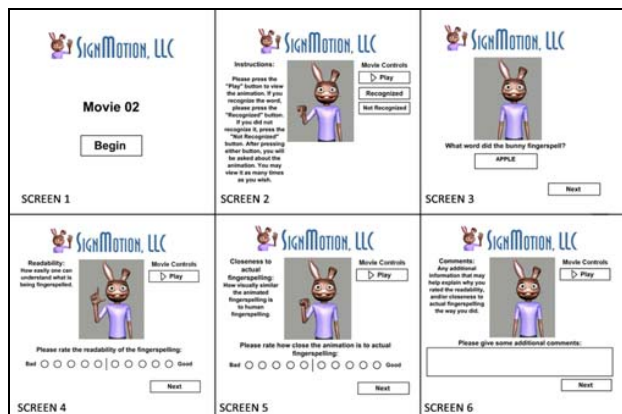 SIGNMOTION, LLC
Movie 02
Begin
SCREEN 1
SIGNMOTION, LLC
Instructions:
Please press the
"Play" button to view
the animation. If you
recognize the word,
please press the
"Recognized" button.
If you did not
recognize it, press the
"Not Recognized"
button. After pressing
either button, you will
be asked about the
animation. You may
view it as many times
as you wish.
Movie Controls
Play
Recognized
Not Recognized
SCREEN 2
SIGNMOTION, LLC
What word did the bunny fingerspell?
APPLE
Next
SCREEN 3
SIGNMOTION, LLC
Readability:
How easily one can
understand what is
being fingerspelled.
Movie Controls
Play
Please rate the readability of the fingerspelling:
Bad
Good
Next
SCREEN 4
SIGNMOTION, LLC
Closeness to
actual
fingerspelling:
How visually similar
the animated
fingerspelling is
to human
fingerspelling.
Movie Controls
Play
Please rate how close the animation is to actual
fingerspelling:
Bad
Good
Next
SCREEN 5
SIGNMOTION, LLC
Comments:
Any additional
information that may
help explain why you
rated the readability,
and/or closeness to
actual fingerspelling
the way you did.
Movie Controls
Play
Please give some additional comments:
Next
SCREEN 6